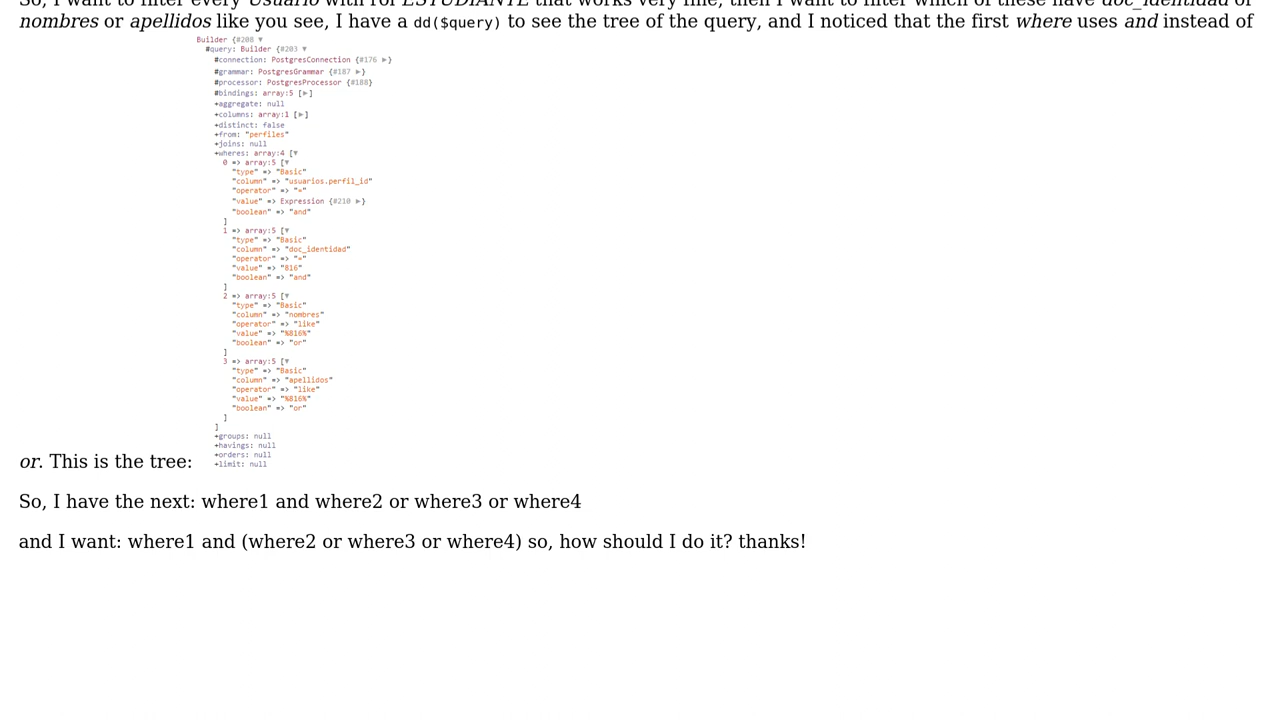 So, I want to filter every Usuario with rol ESTUDIANTE that works very fine, then I want to filter which of these have doc_identidad or
nombres or apellidos like you see, I have a dd($query) to see the tree of the query, and I noticed that the first where uses and instead of
Builder {#208 ▼
#query: Builder {#203 ▼
#connection: PostgresConnection {#176 ▶}
#grammar: PostgresGrammar {#187 ▶}
#processor: PostgresProcessor {#188}
#bindings: array:5 [▶]
+aggregate: null
+columns: array:1 [▶]
+distinct: false
+from: "perfiles"
+joins: null
+wheres: array:4 [▼
0 => array:5 [▼
"type" => "Basic"
"column" => "usuarios.perfil_id"
"operator" => "="
"value" => Expression {#210 ▶}
"boolean" => "and"
]
1 => array:5 [▼
"type" => "Basic"
"column" => "doc_identidad"
"operator" => "="
"value" => "816"
"boolean" => "and"
]
2 => array:5 [▼
"type" => "Basic"
"column" => "nombres"
"operator" => "like"
"value" => "%816%"
"boolean" => "or"
]
3 => array:5 [▼
"type" => "Basic"
"column" => "apellidos"
"operator" => "like"
"value" => "%816%"
"boolean" => "or"
]
]
+groups: null
+havings: null
+orders: null
+limit: null
or. This is the tree:
So, I have the next: where1 and where2 or where3 or where4
and I want: where1 and (where2 or where3 or where4) so, how should I do it? thanks!